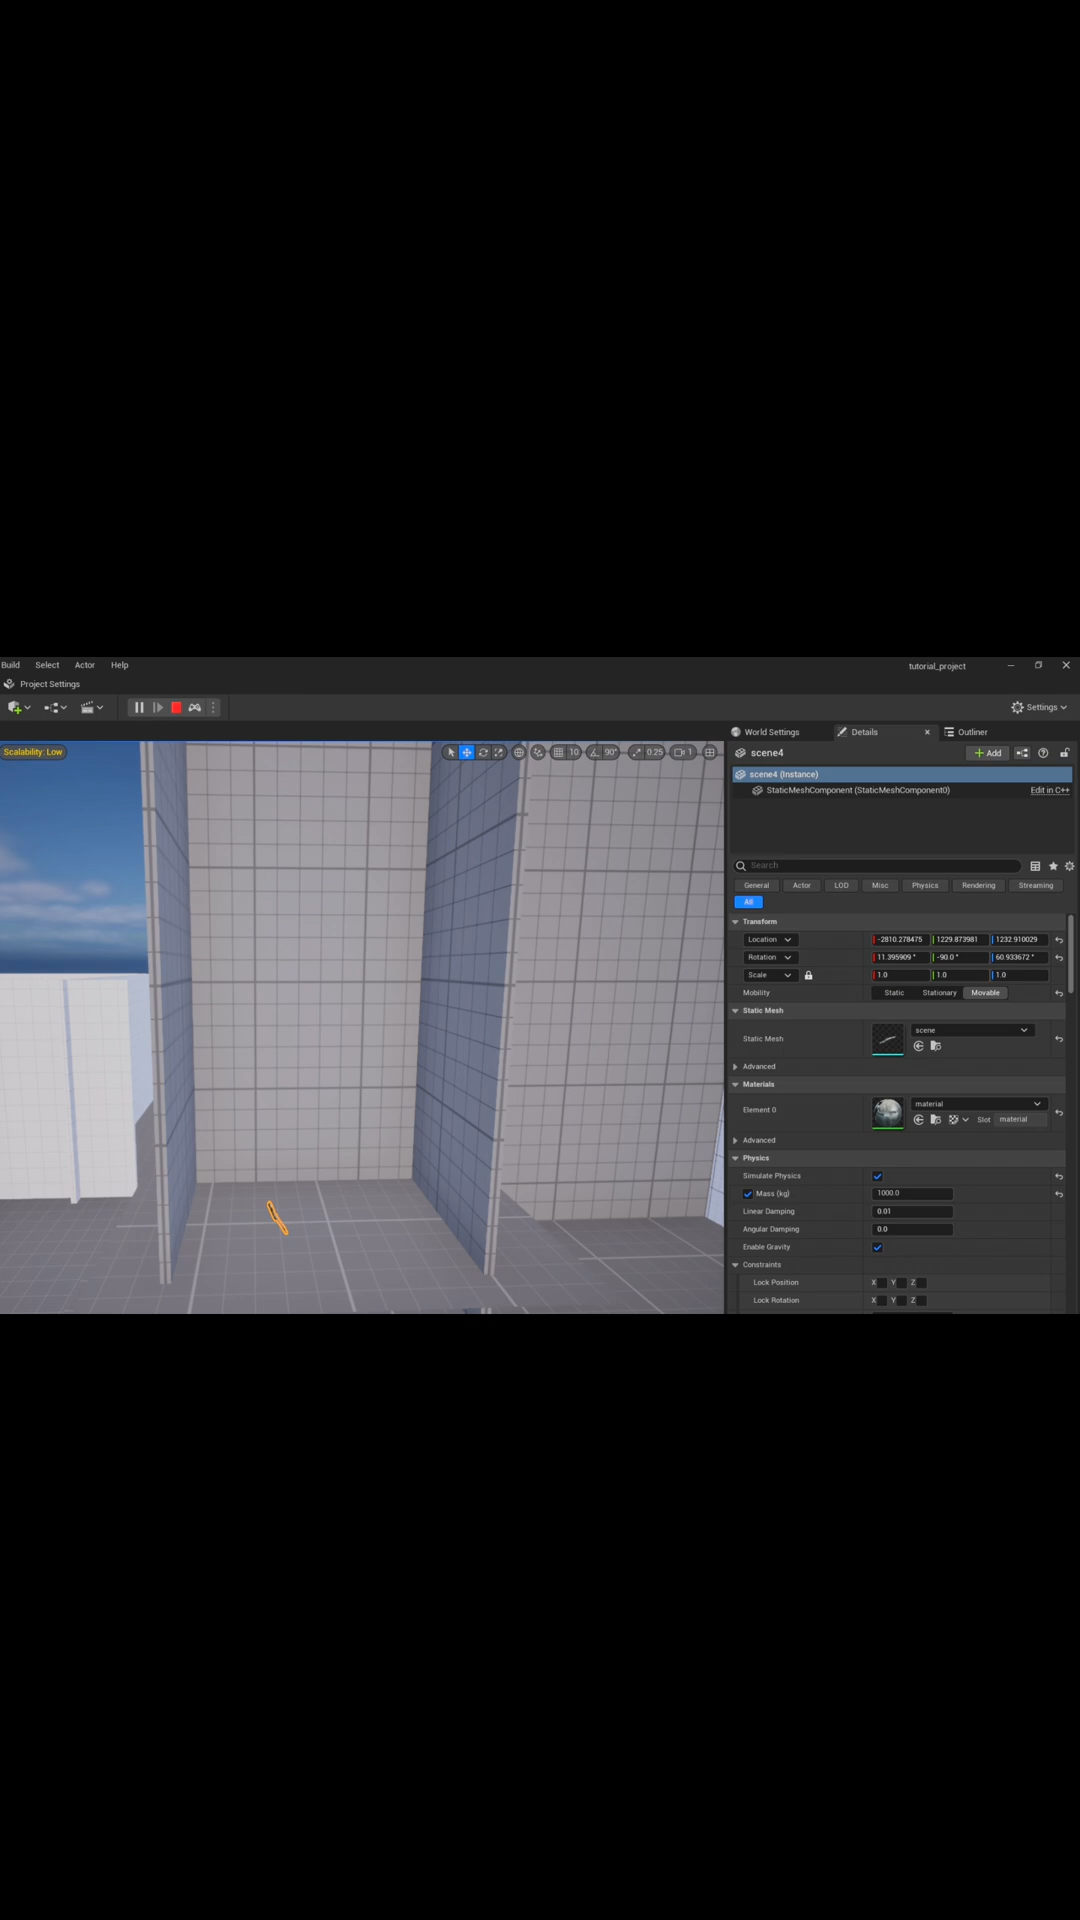 Build Select Actor Help tutorial_project
Project Settings
Settings
World Settings Details Outliner
Scalability: Low 10 90° 0.25 1 scene4 Add
scene4 (Instance)
StaticMeshComponent (StaticMeshComponent0) Edit in C++
Search
General Actor LOD Misc Physics Rendering Streaming
All
Transform
Location -2810.278475 1229.873981 1232.910029
Rotation 11.395909 ° -90.0 ° 60.933672 °
Scale 1.0 1.0 1.0
Mobility Static Stationary Movable
Static Mesh
Static Mesh scene
Advanced
Materials
Element 0 material
Slot material
Advanced
Physics
Simulate Physics
Mass (kg) 1000.0
Linear Damping 0.01
Angular Damping 0.0
Enable Gravity
Constraints
Lock Position X Y Z
Lock Rotation X Y Z